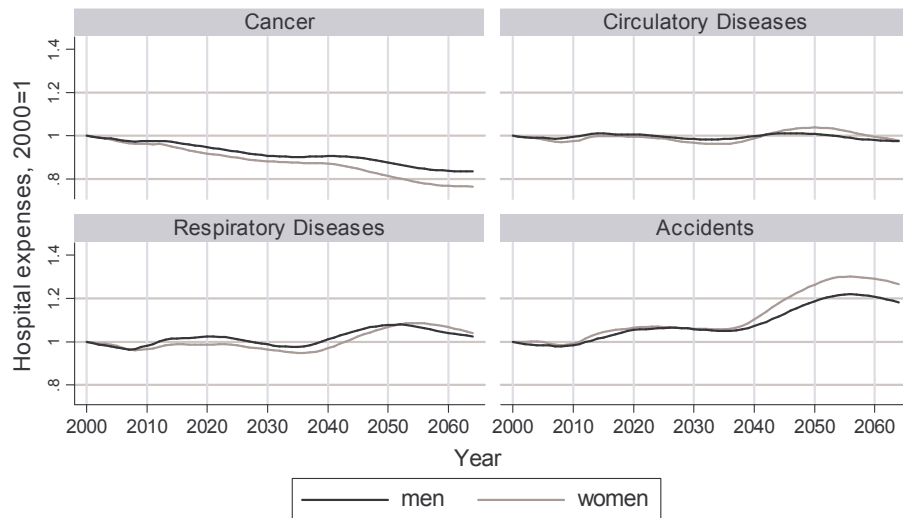 Cancer
Circulatory Diseases
1.4
1.2
1
.8
Respiratory Diseases
Accidents
1.4
1.2
1
.8
Hospital expenses, 2000=1
2000 2010 2020 2030 2040 2050 2060
2000 2010 2020 2030 2040 2050 2060
Year
men
women